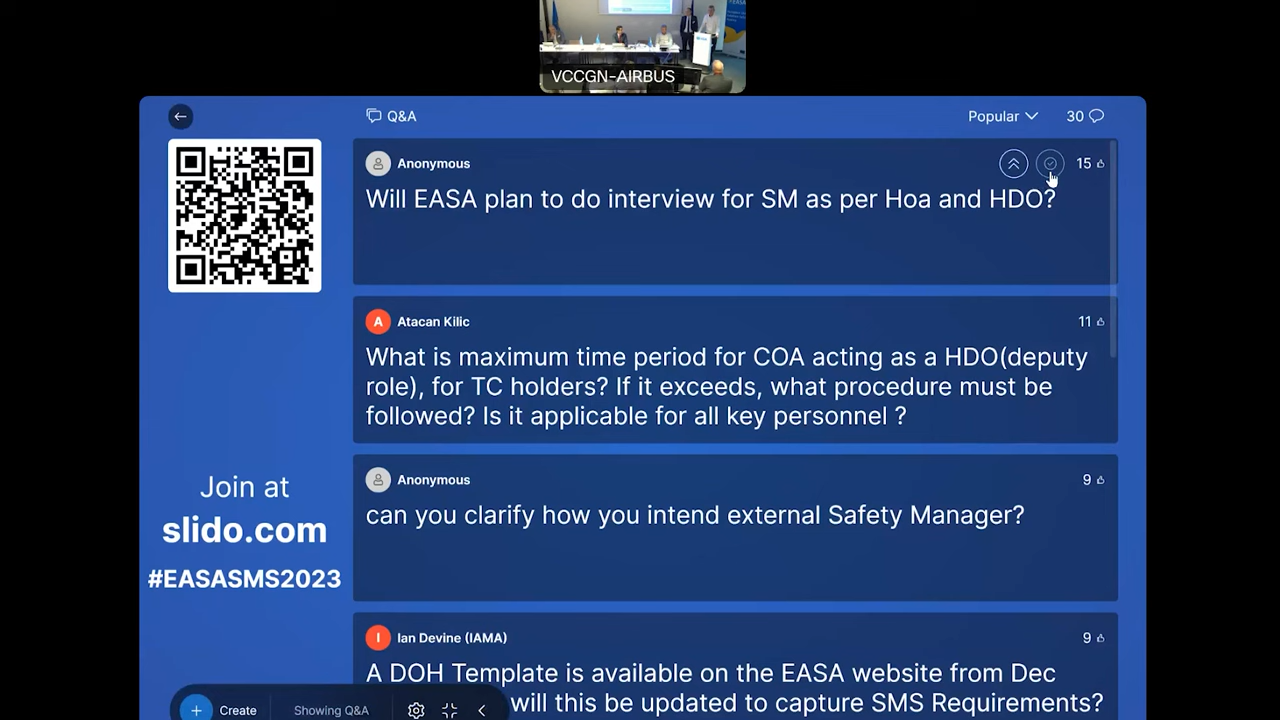 VCCGN-AIRBUS
Q&A
Popular
30
Anonymous
15
Will EASA plan to do interview for SM as per Hoa and HDO?
A
Atacan Kilic
11
What is maximum time period for COA acting as a HDO(deputy
role), for TC holders? If it exceeds, what procedure must be
followed? Is it applicable for all key personnel ?
Anonymous
9
can you clarify how you intend external Safety Manager?
I
Ian Devine (IAMA)
9
A DOH Template is available on the EASA website from Dec
will this be updated to capture SMS Requirements?
Join at
slido.com
#EASASMS2023
Create
Showing Q&A